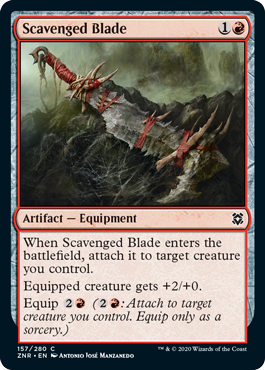 Scavenged Blade 1
Artifact — Equipment
When Scavenged Blade enters the
battlefield, attach it to target creature
you control.
Equipped creature gets +2/+0.
Equip 2 ( 2 : Attach to target
creature you control. Equip only as a
sorcery.)
157/280 C
ZNR • EN Antonio José Manzanedo
™ & © 2020 Wizards of the Coast